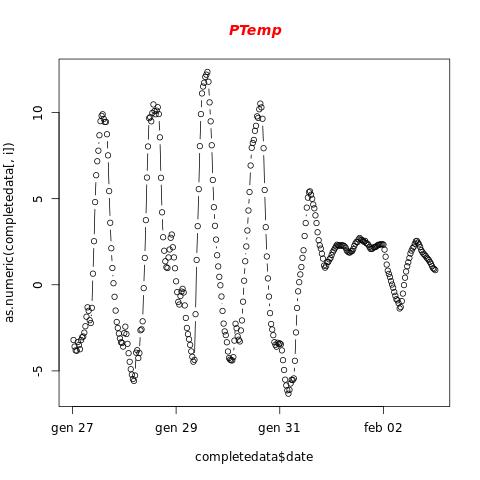 PTemp
as.numeric(completedata[, i])
10
5
0
-5
gen 27
gen 29
gen 31
feb 02
completedata$date